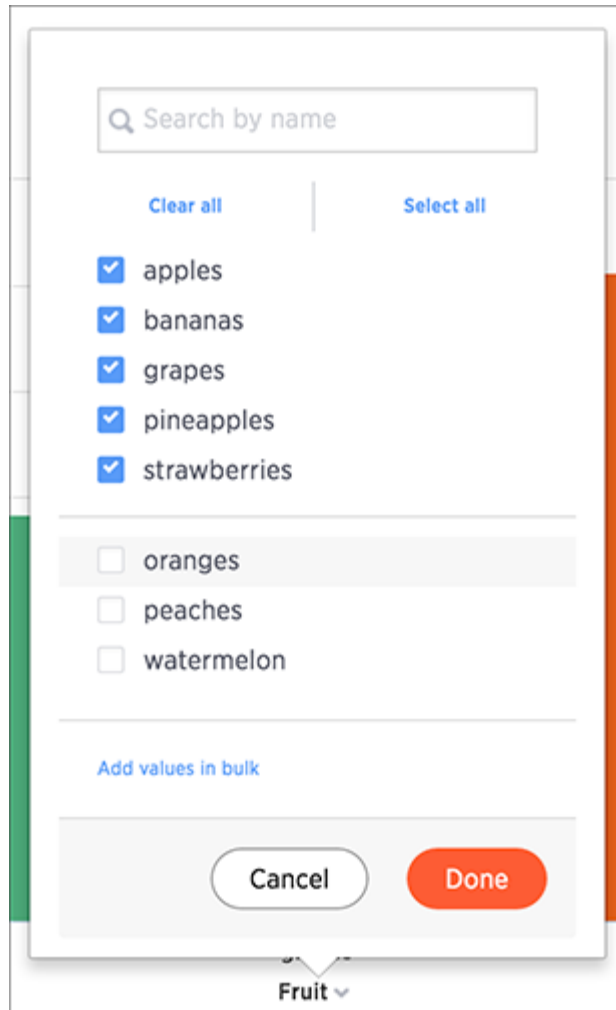 Search by name
Clear all Select all
apples
bananas
grapes
pineapples
strawberries
oranges
peaches
watermelon
Add values in bulk
Cancel Done
Fruit